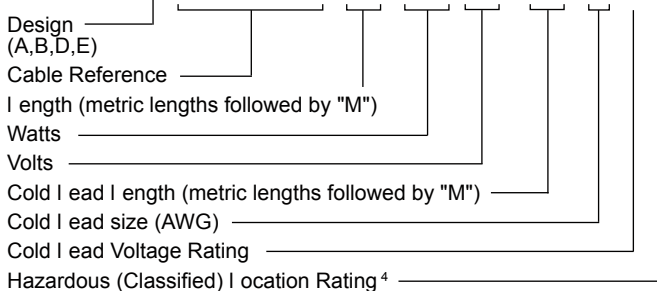 Design
(A,B,D,E)
Cable Reference
l ength (metric lengths followed by "M")
Watts
Volts
Cold l ead l ength (metric lengths followed by "M")
Cold l ead size (AWG)
Cold l ead Voltage Rating
Hazardous (Classified) l ocation Rating 4